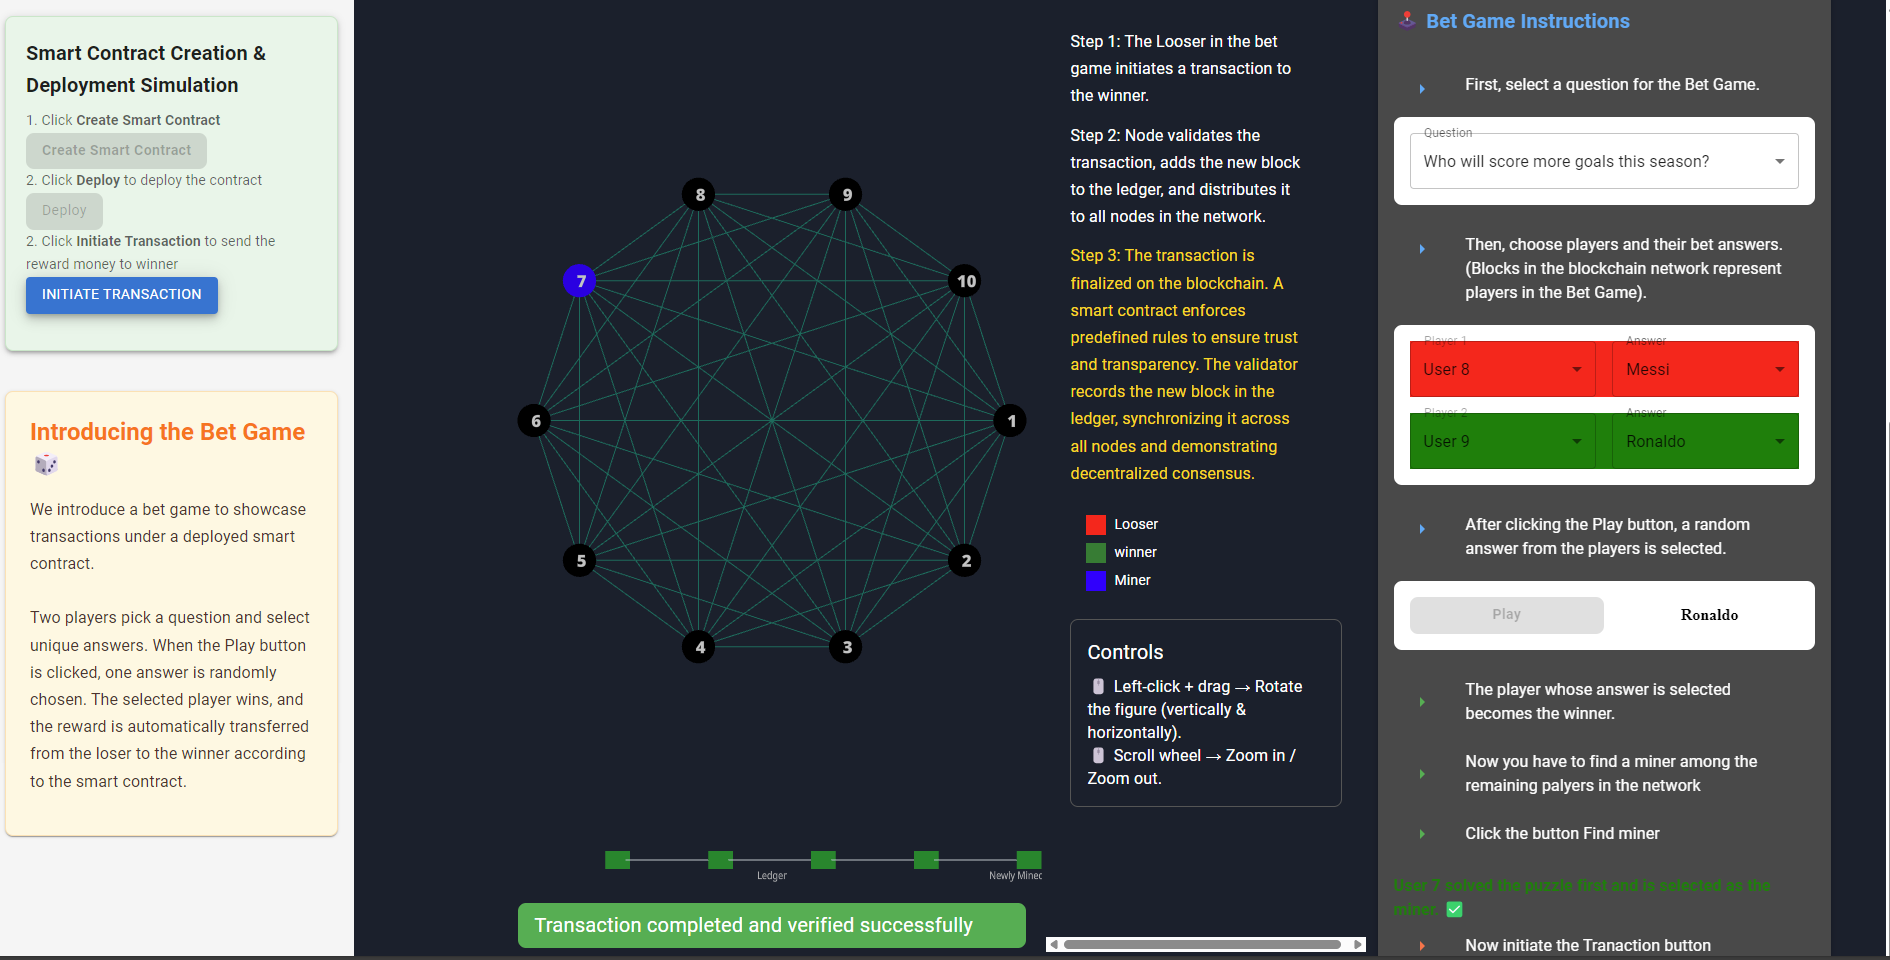 Smart Contract Creation &
Deployment Simulation
1. Click Create Smart Contract
Create Smart Contract
2. Click Deploy to deploy the contract
Deploy
2. Click Initiate Transaction to send the
reward money to winner
INITIATE TRANSACTION
Introducing the Bet Game
We introduce a bet game to showcase
transactions under a deployed smart
contract.
Two players pick a question and select
unique answers. When the Play button
is clicked, one answer is randomly
chosen. The selected player wins, and
the reward is automatically transferred
from the loser to the winner according
to the smart contract.
8
9
7
10
6
1
5
2
4
3
Ledger
Newly Minec
Transaction completed and verified successfully
Step 1: The Looser in the bet
game initiates a transaction to
the winner.
Step 2: Node validates the
transaction, adds the new block
to the ledger, and distributes it
to all nodes in the network.
Step 3: The transaction is
finalized on the blockchain. A
smart contract enforces
predefined rules to ensure trust
and transparency. The validator
records the new block in the
ledger, synchronizing it across
all nodes and demonstrating
decentralized consensus.
Looser
winner
Miner
Controls
Left-click + drag → Rotate
the figure (vertically &
horizontally).
Scroll wheel → Zoom in /
Zoom out.
Bet Game Instructions
First, select a question for the Bet Game.
Question
Who will score more goals this season?
Then, choose players and their bet answers.
(Blocks in the blockchain network represent
players in the Bet Game).
Player 1
Answer
User 8
Messi
Player 2
Answer
User 9
Ronaldo
After clicking the Play button, a random
answer from the players is selected.
Play
Ronaldo
The player whose answer is selected
becomes the winner.
Now you have to find a miner among the
remaining palyers in the network
Click the button Find miner
User 7 solved the puzzle first and is selected as the
miner.
Now initiate the Tranaction button